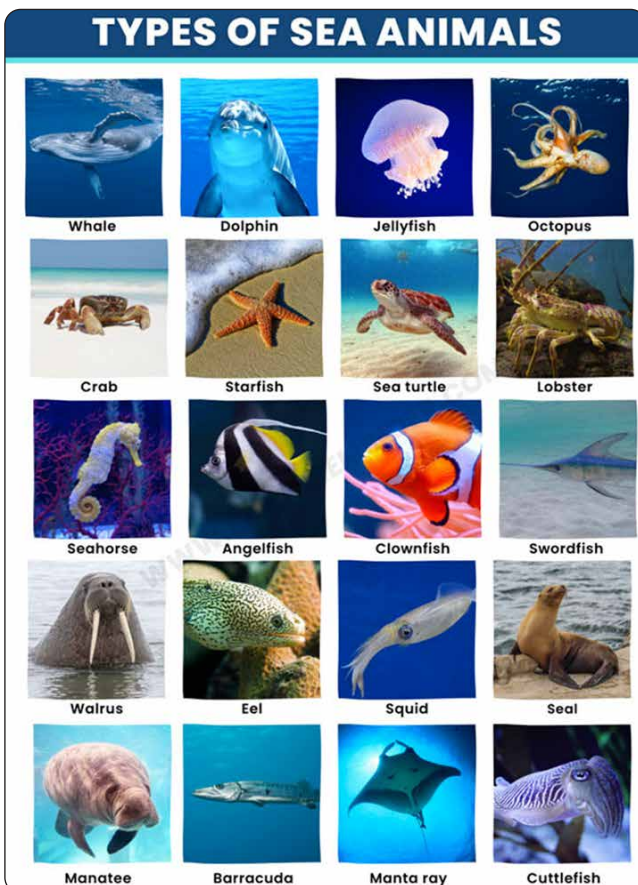 TYPES OF SEA ANIMALS
Whale Dolphin Jellyfish Octopus
Crab Starfish Sea turtle Lobster
Seahorse Angelfish Clownfish Swordfish
Walrus Eel Squid Seal
Manatee Barracuda Manta ray Cuttlefish